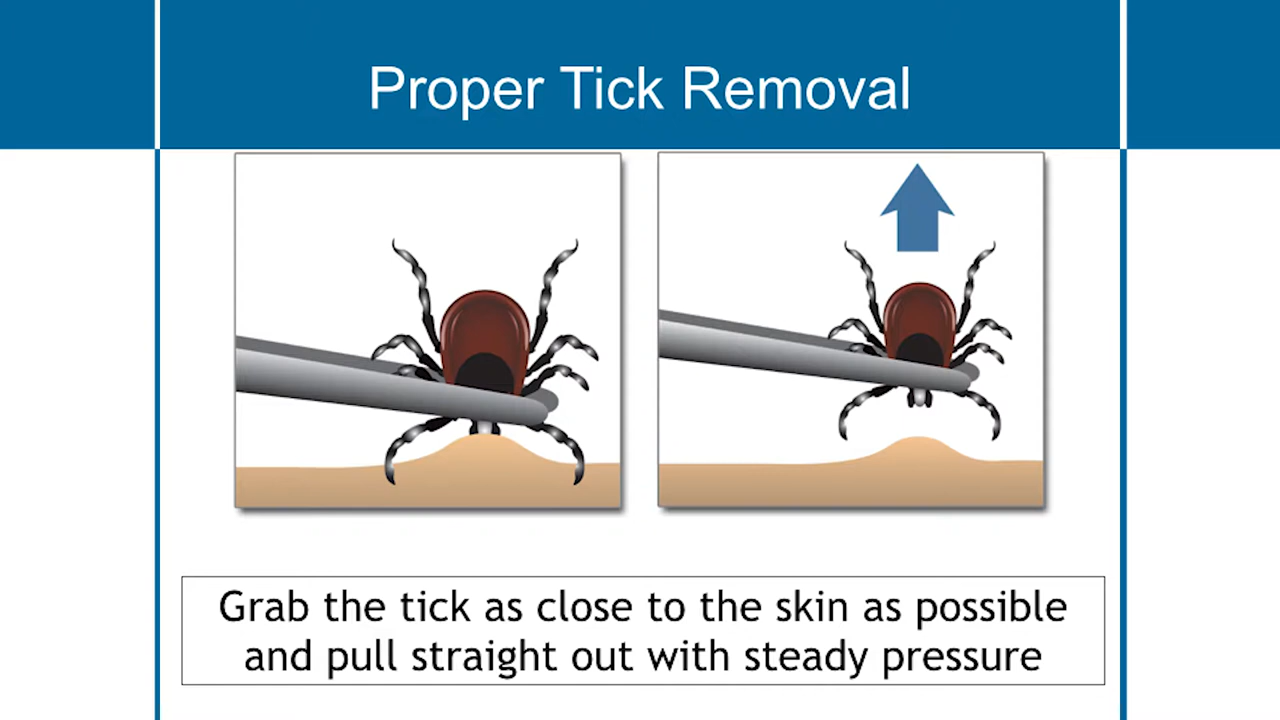 Proper Tick Removal
Grab the tick as close to the skin as possible
and pull straight out with steady pressure